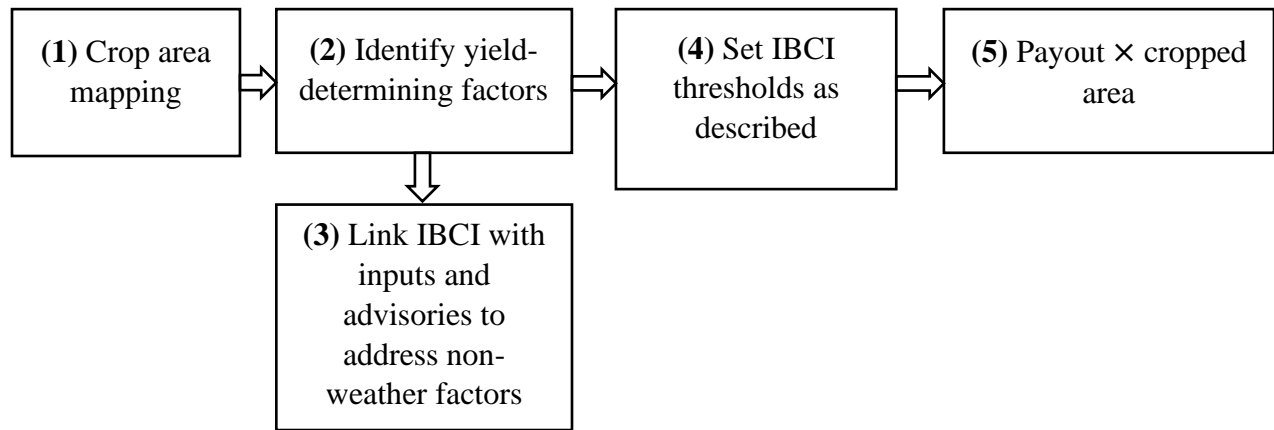 (1) Crop area
mapping
(2) Identify yield-
determining factors
(4) Set IBCI
thresholds as
described
(5) Payout × cropped
area
(3) Link IBCI with
inputs and
advisories to
address non-
weather factors